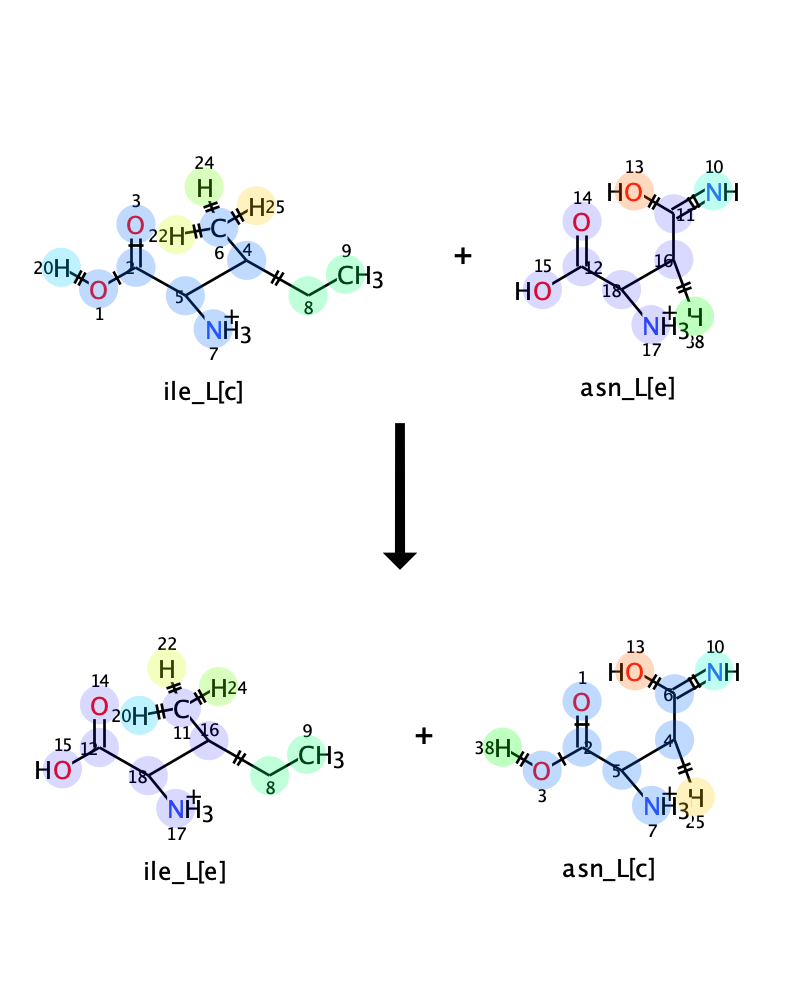 24
3 H
O H25
22H C
20H 6 4 9
2 CH3
O 5
1 8
NH3+
7
ile_L[c]
+
13 10
HO NH
14 11
O
16
15 12
HO 18
H
NH3+ 38
17
asn_L[e]
22
H
14 H24
O 20H C
11 16 9
15 12 CH3
HO 18
8
NH3+
17
ile_L[e]
+
13 10
HO NH
1 6
O
38H 4
2
O 5
3 H
NH3+ 25
7
asn_L[c]